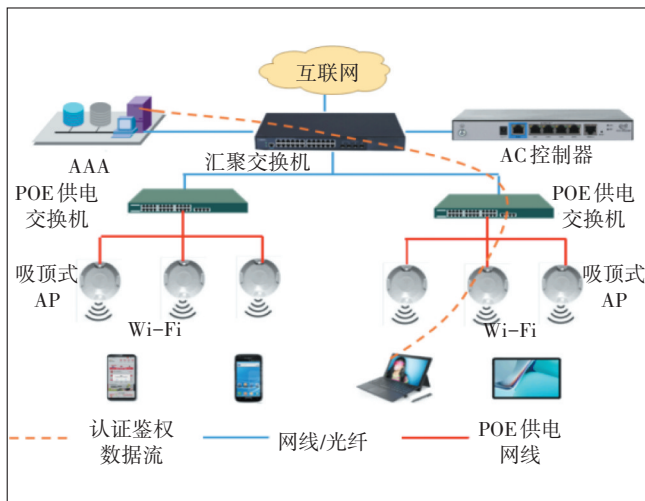 互联网
AAA
汇聚交换机
AC控制器
POE供电
交换机
POE供电
交换机
吸顶式
AP
吸顶式
AP
Wi-Fi
Wi-Fi
认证鉴权
数据流
网线/光纤
POE供电
网线